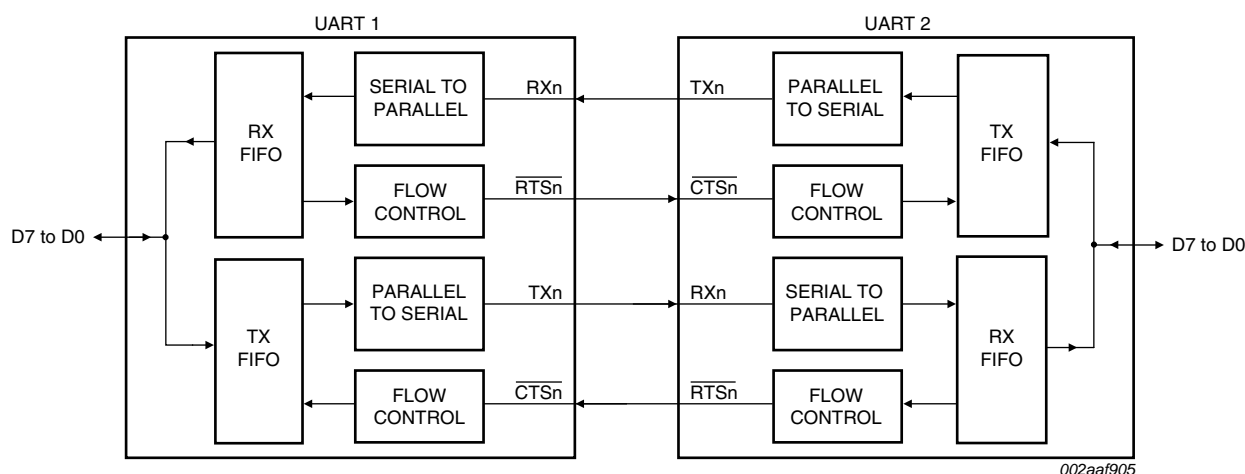 UART 1
UART 2
SERIAL TO
PARALLEL
RXn
TXn
PARALLEL
TO SERIAL
RX
FIFO
TX
FIFO
FLOW
CONTROL
RTSn
CTSn
FLOW
CONTROL
D7 to D0
D7 to D0
PARALLEL
TO SERIAL
TXn
RXn
SERIAL TO
PARALLEL
TX
FIFO
RX
FIFO
FLOW
CONTROL
CTSn
RTSn
FLOW
CONTROL
002aaf905